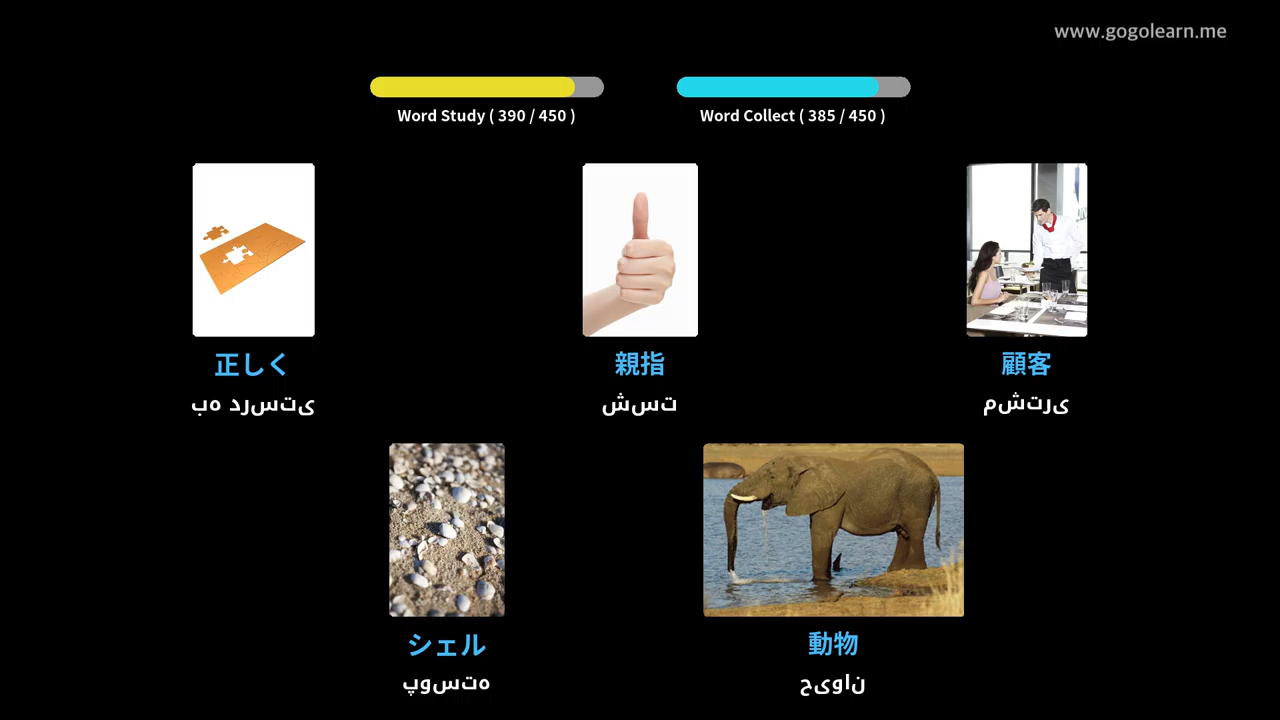 www.gogolearn.me
Word Study ( 390 / 450 )
Word Collect ( 385 / 450 )
正しく
به درستی
親指
شست
顧客
مشتری
シェル
پوسته
動物
حیوان